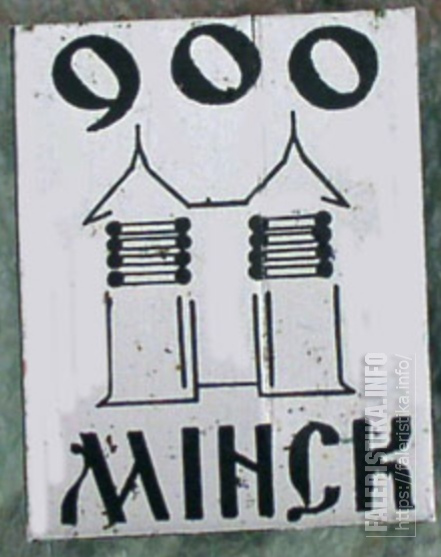 900
МІНСК
FALERISTIKA.INFO
https://faleristika.info/